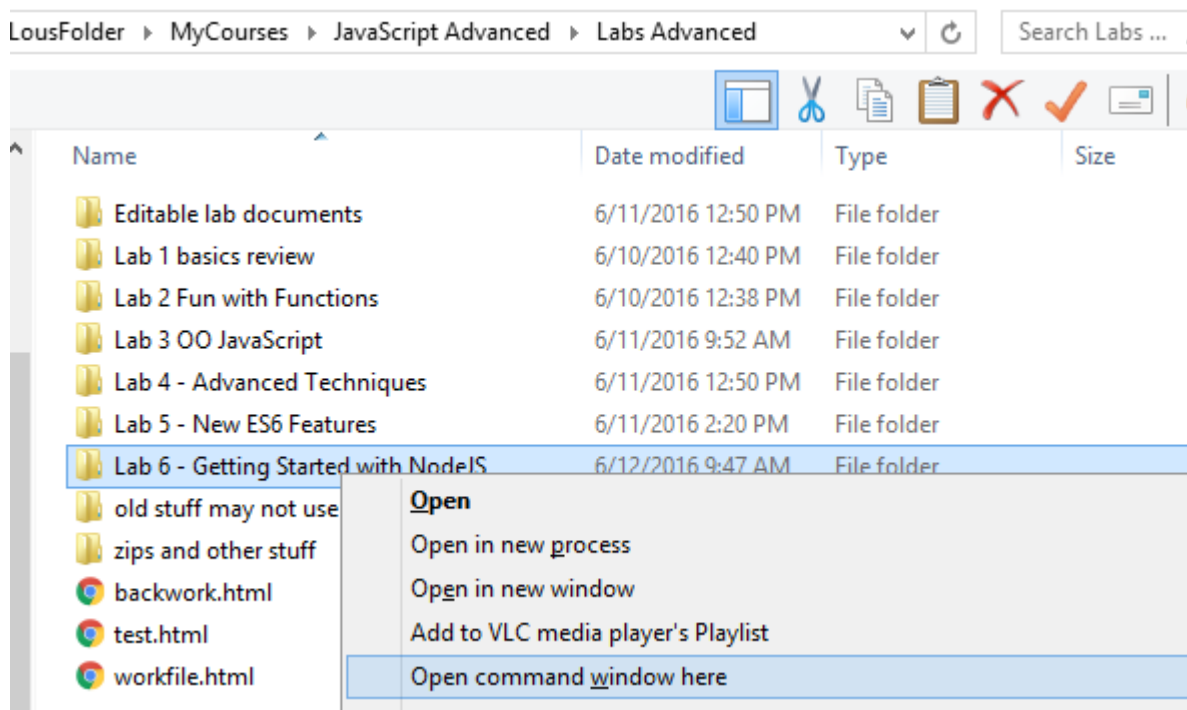 LousFolder MyCourses JavaScript Advanced Labs Advanced Search Labs ...
Name Date modified Type Size
Editable lab documents 6/11/2016 12:50 PM File folder
Lab 1 basics review 6/10/2016 12:40 PM File folder
Lab 2 Fun with Functions 6/10/2016 12:38 PM File folder
Lab 3 OO JavaScript 6/11/2016 9:52 AM File folder
Lab 4 - Advanced Techniques 6/11/2016 12:50 PM File folder
Lab 5 - New ES6 Features 6/11/2016 2:20 PM File folder
Lab 6 - Getting Started with NodeJS 6/12/2016 9:47 AM File folder
old stuff may not use
zips and other stuff
backwork.html
test.html
workfile.html
Open
Open in new process
Open in new window
Add to VLC media player's Playlist
Open command window here